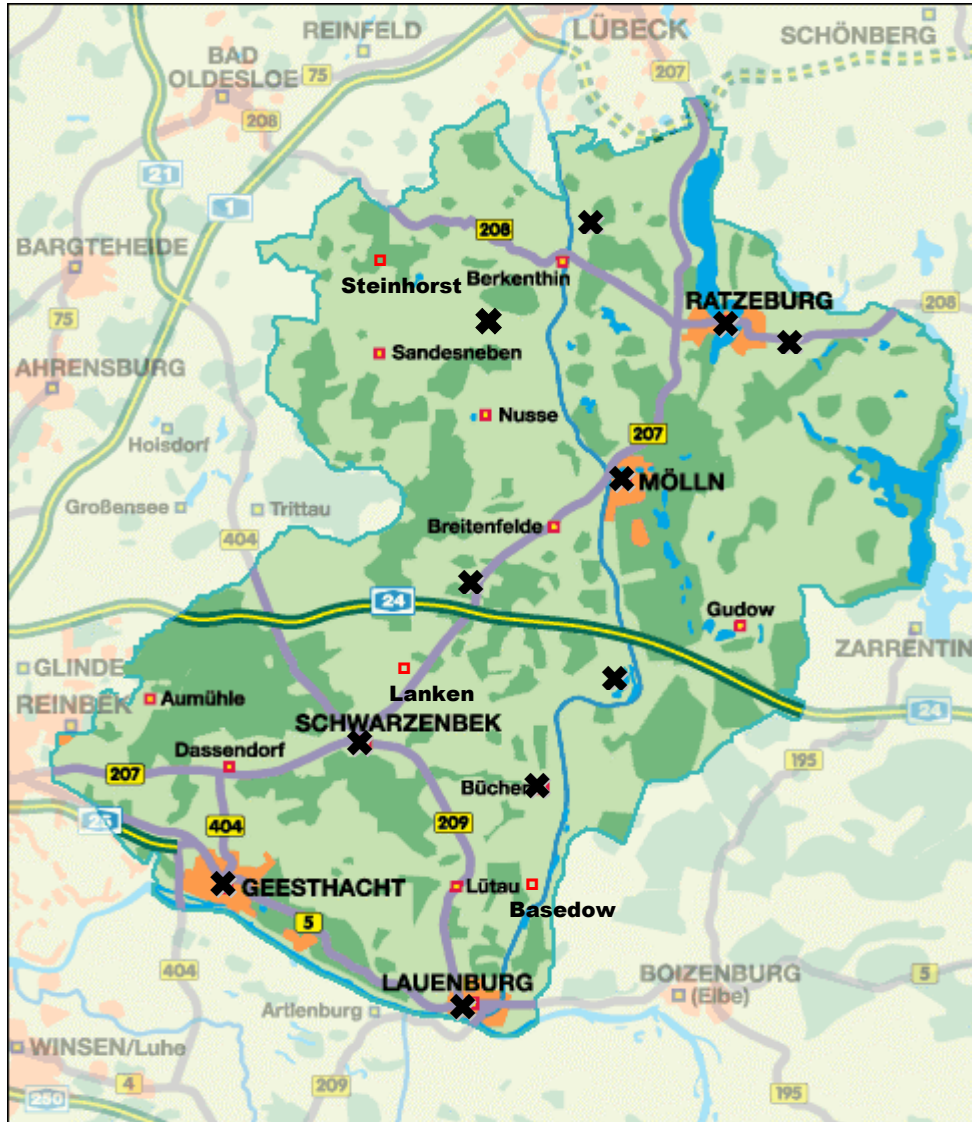 REINFELD
LÜBECK
SCHÖNBERG
BAD
OLDESLOE
75
207
208
21
1
BARGTEHEIDE
208
Steinhorst
Berkenthin
RATZEBURG
208
75
Sandesneben
AHRENSBURG
Nusse
207
Hoisdorf
MÖLLN
Großensee
Trittau
Breitenfelde
404
24
Gudow
ZARRENTIN
GLINDE
Lanken
REINBEK
Aumühle
SCHWARZENBEK
24
Dassendorf
207
195
Büchen
25
404
209
GEESTHACHT
Lütau
Basedow
5
LAUENBURG
BOIZENBURG
(Elbe)
5
404
Artlenburg
WINSEN/Luhe
4
209
195
250